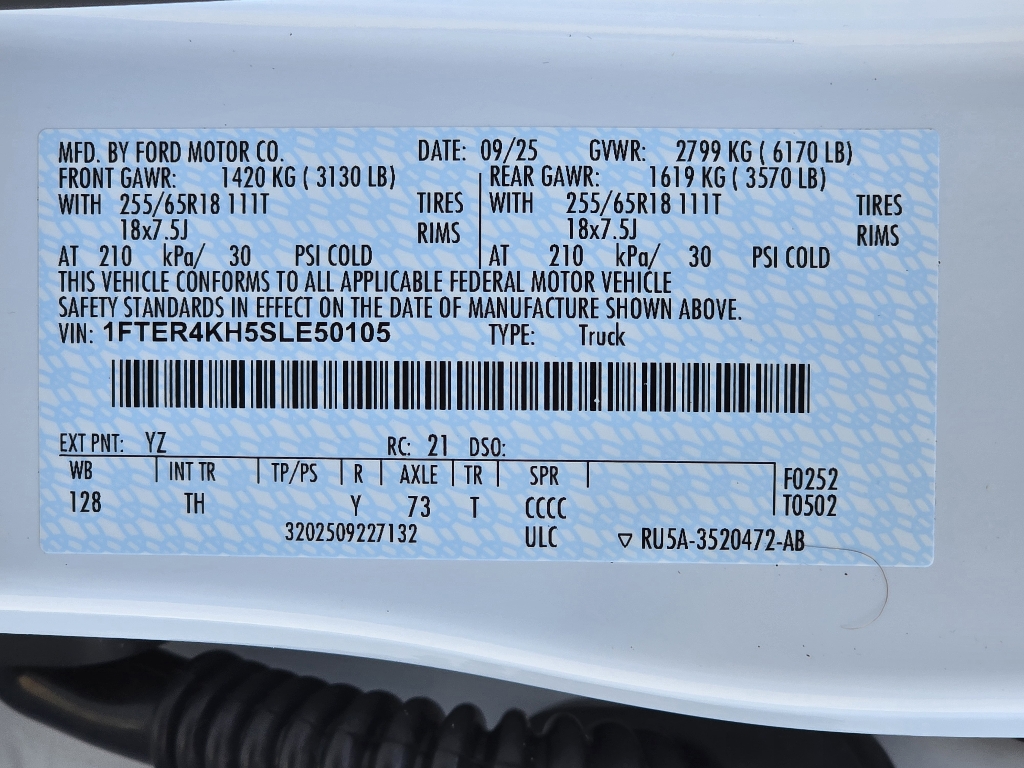 MFD. BY FORD MOTOR CO. DATE: 09/25 GVWR: 2799 KG ( 6170 LB)
FRONT GAWR: 1420 KG ( 3130 LB) REAR GAWR: 1619 KG ( 3570 LB)
WITH 255/65R18 111T TIRES WITH 255/65R18 111T TIRES
18x7.5J RIMS 18x7.5J RIMS
AT 210 kPa/ 30 PSI COLD AT 210 kPa/ 30 PSI COLD
THIS VEHICLE CONFORMS TO ALL APPLICABLE FEDERAL MOTOR VEHICLE
SAFETY STANDARDS IN EFFECT ON THE DATE OF MANUFACTURE SHOWN ABOVE.
VIN: 1FTER4KH5SLE50105 TYPE: Truck
EXT PNT: YZ RC: 21 DSO:
WB INT TR TP/PS R AXLE TR SPR F0252
128 TH Y 73 T CCCC T0502
3202509227132 ULC ▽ RU5A-3520472-AB